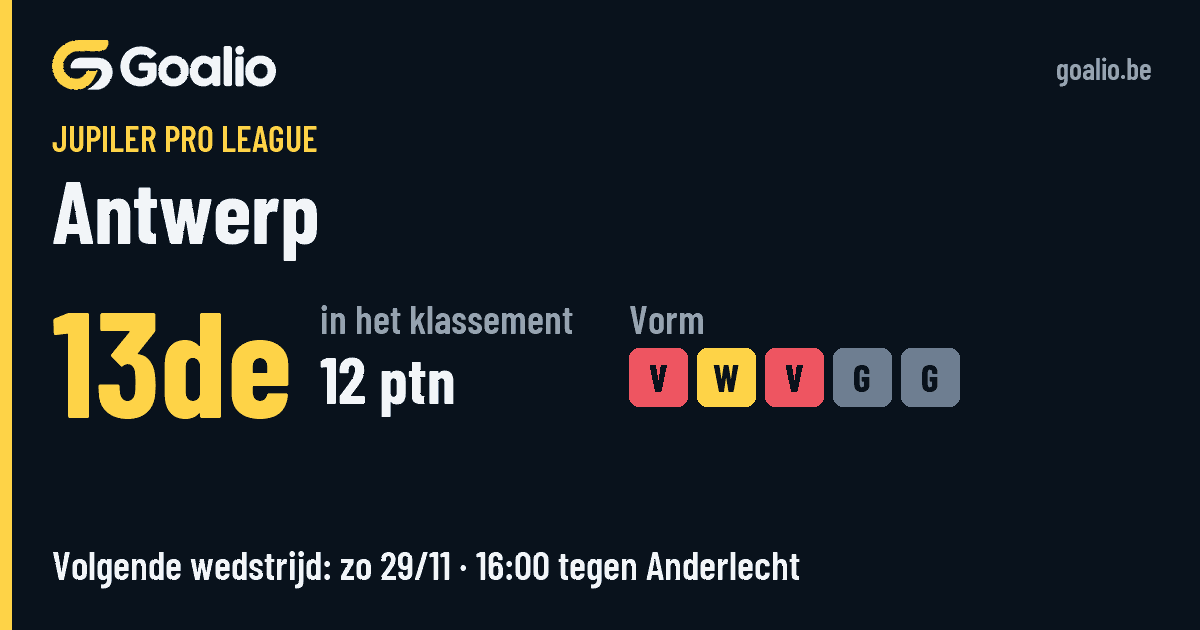 Goalio
goalio.be
JUPILER PRO LEAGUE
Antwerp
13de
in het klassement
12 ptn
Vorm
V W V G G
Volgende wedstrijd: zo 29/11 · 16:00 tegen Anderlecht